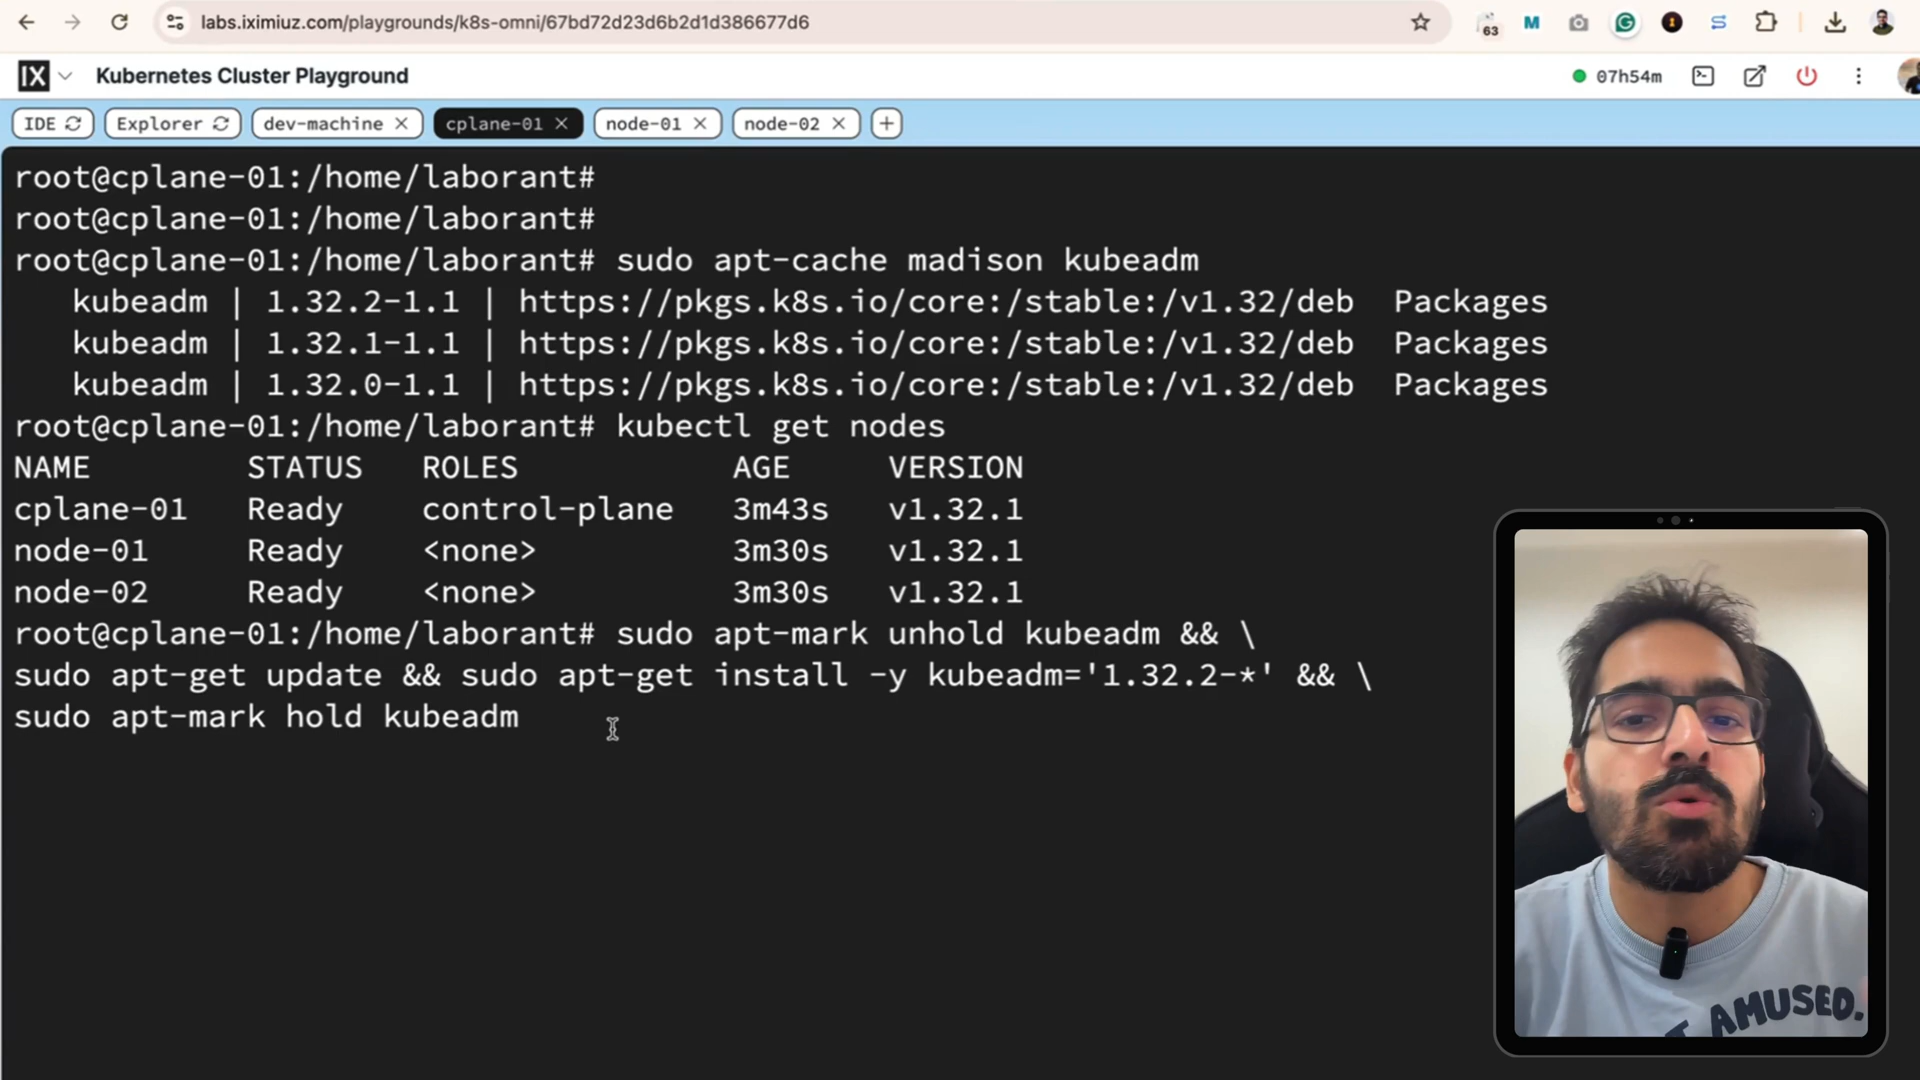 labs.iximiuz.com/playgrounds/k8s-omni/67bd72d23d6b2d1d386677d6
63
M
IX Kubernetes Cluster Playground
07h54m
IDE Explorer dev-machine cplane-01 node-01 node-02
root@cplane-01:/home/laborant#
root@cplane-01:/home/laborant#
root@cplane-01:/home/laborant# sudo apt-cache madison kubeadm
kubeadm | 1.32.2-1.1 | https://pkgs.k8s.io/core:/stable:/v1.32/deb Packages
kubeadm | 1.32.1-1.1 | https://pkgs.k8s.io/core:/stable:/v1.32/deb Packages
kubeadm | 1.32.0-1.1 | https://pkgs.k8s.io/core:/stable:/v1.32/deb Packages
root@cplane-01:/home/laborant# kubectl get nodes
NAME STATUS ROLES AGE VERSION
cplane-01 Ready control-plane 3m43s v1.32.1
node-01 Ready <none> 3m30s v1.32.1
node-02 Ready <none> 3m30s v1.32.1
root@cplane-01:/home/laborant# sudo apt-mark unhold kubeadm && \
sudo apt-get update && sudo apt-get install -y kubeadm='1.32.2-*' && \
sudo apt-mark hold kubeadm
AMUSED.